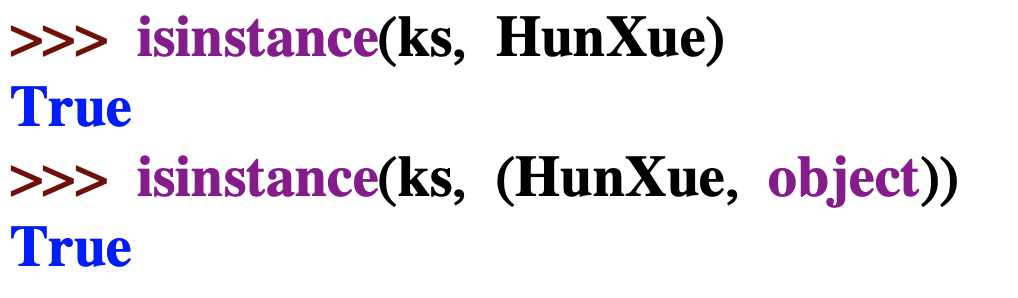 >>> isinstance(ks, HunXue)
True
>>> isinstance(ks, (HunXue, object))
True